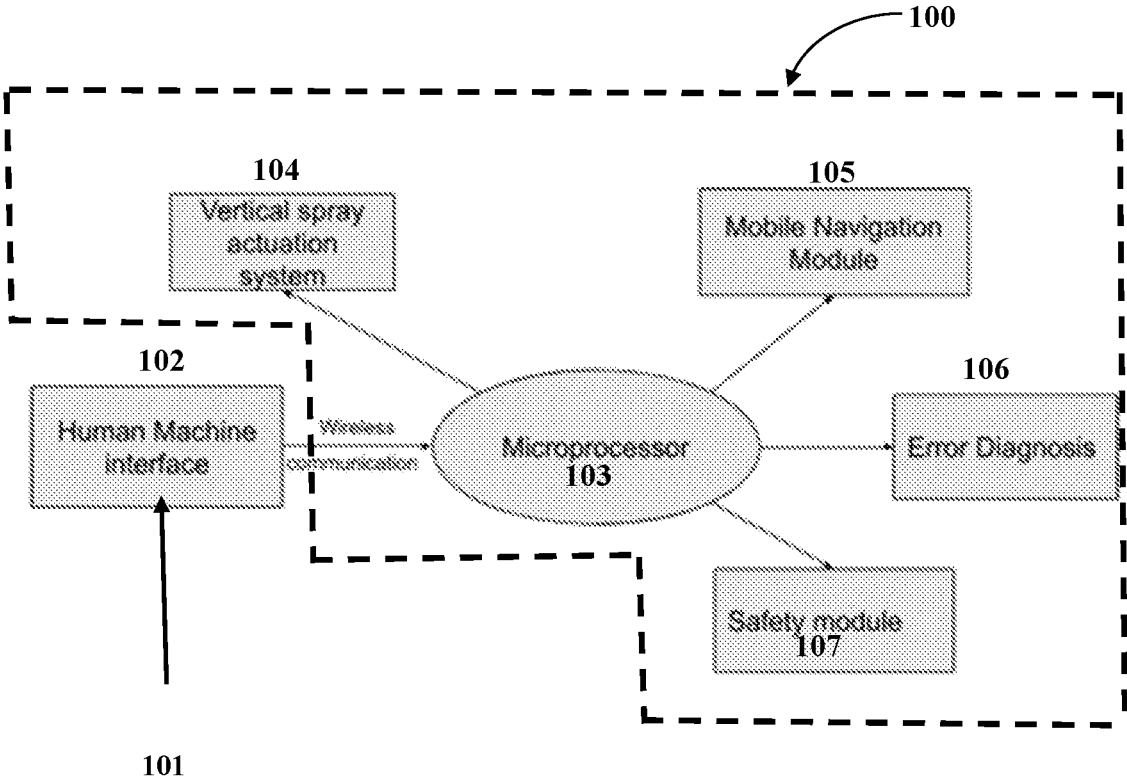 100
104
Vertical spray
actuation
system
105
Mobile Navigation
Module
102
Human Machine
interface
Wireless
communication
Microprocessor
103
106
Error Diagnosis
Safety module
107
101